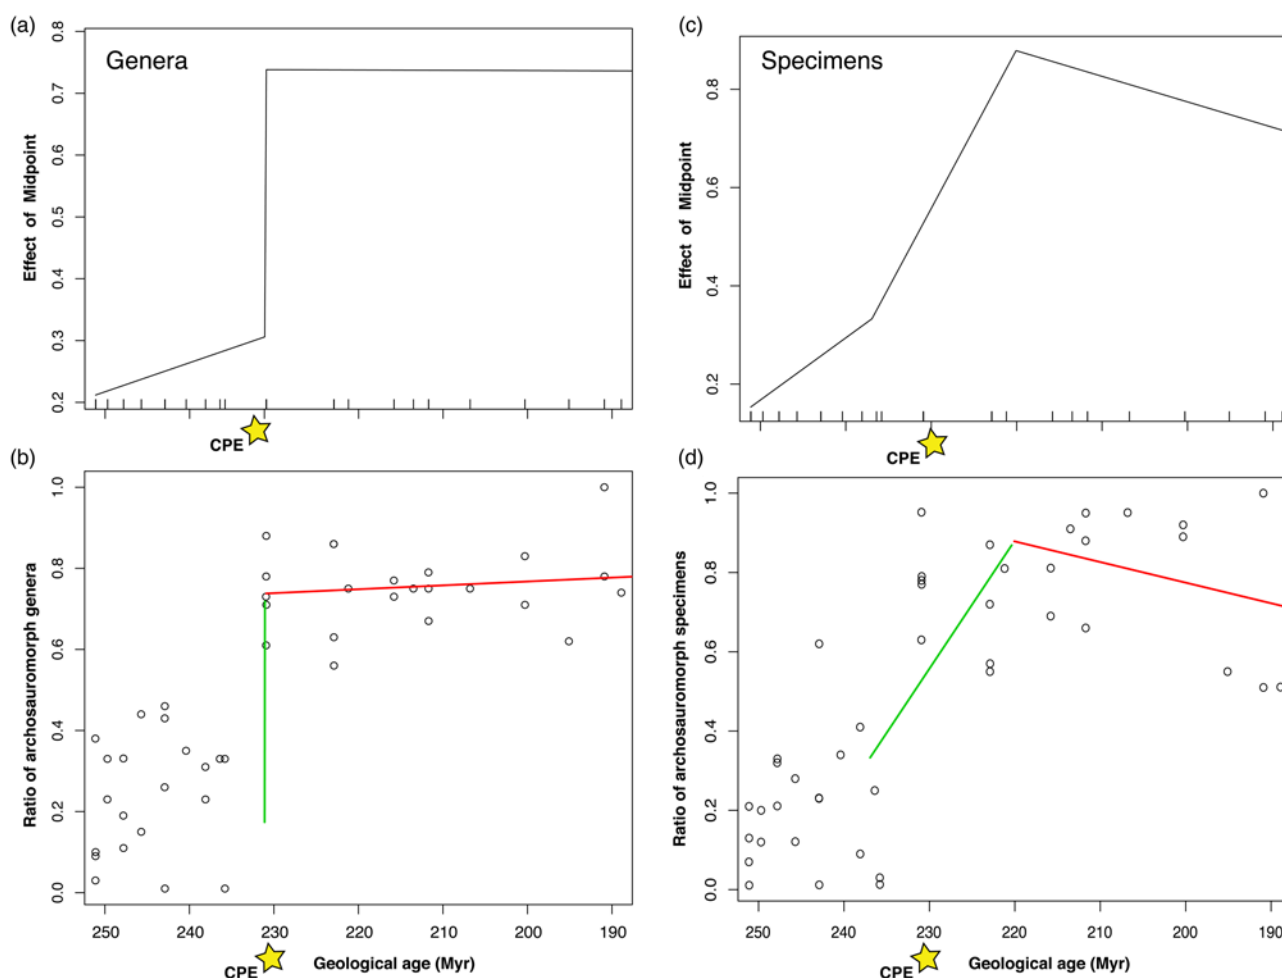 (a)
Genera
Effect of Midpoint
0.8
0.7
0.6
0.5
0.4
0.3
0.2
CPE
(c)
Specimens
Effect of Midpoint
0.8
0.6
0.4
0.2
CPE
(b)
Ratio of archosauromorph genera
1.0
0.8
0.6
0.4
0.2
0.0
250 240 230 220 210 200 190
CPE
Geological age (Myr)
(d)
Ratio of archosauromorph specimens
1.0
0.8
0.6
0.4
0.2
0.0
250 240 230 220 210 200 190
CPE
Geological age (Myr)